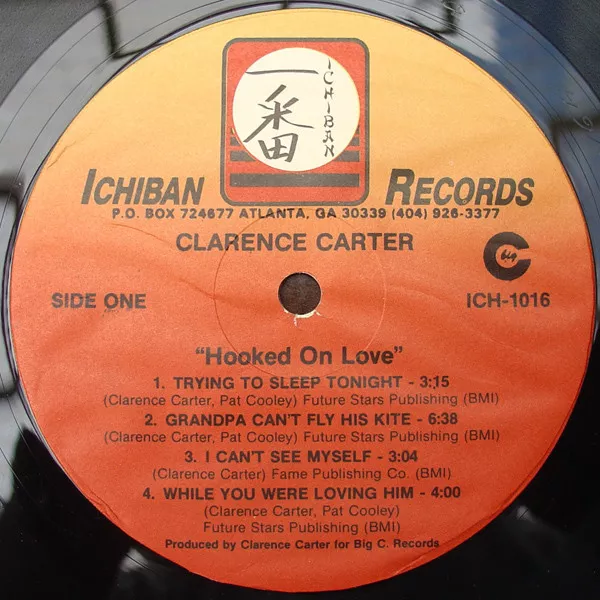 一番
ICHIBAN
ICHIBAN RECORDS
P.O. BOX 724677 ATLANTA, GA 30339 (404) 926-3377
CLARENCE CARTER
C big
SIDE ONE
ICH-1016
“Hooked On Love”
1. TRYING TO SLEEP TONIGHT - 3:15
(Clarence Carter, Pat Cooley) Future Stars Publishing (BMI)
2. GRANDPA CAN'T FLY HIS KITE - 6:38
(Clarence Carter, Pat Cooley) Future Stars Publishing (BMI)
3. I CAN'T SEE MYSELF - 3:04
(Clarence Carter) Fame Publishing Co. (BMI)
4. WHILE YOU WERE LOVING HIM - 4:00
(Clarence Carter, Pat Cooley)
Future Stars Publishing (BMI)
Produced by Clarence Carter for Big C. Records